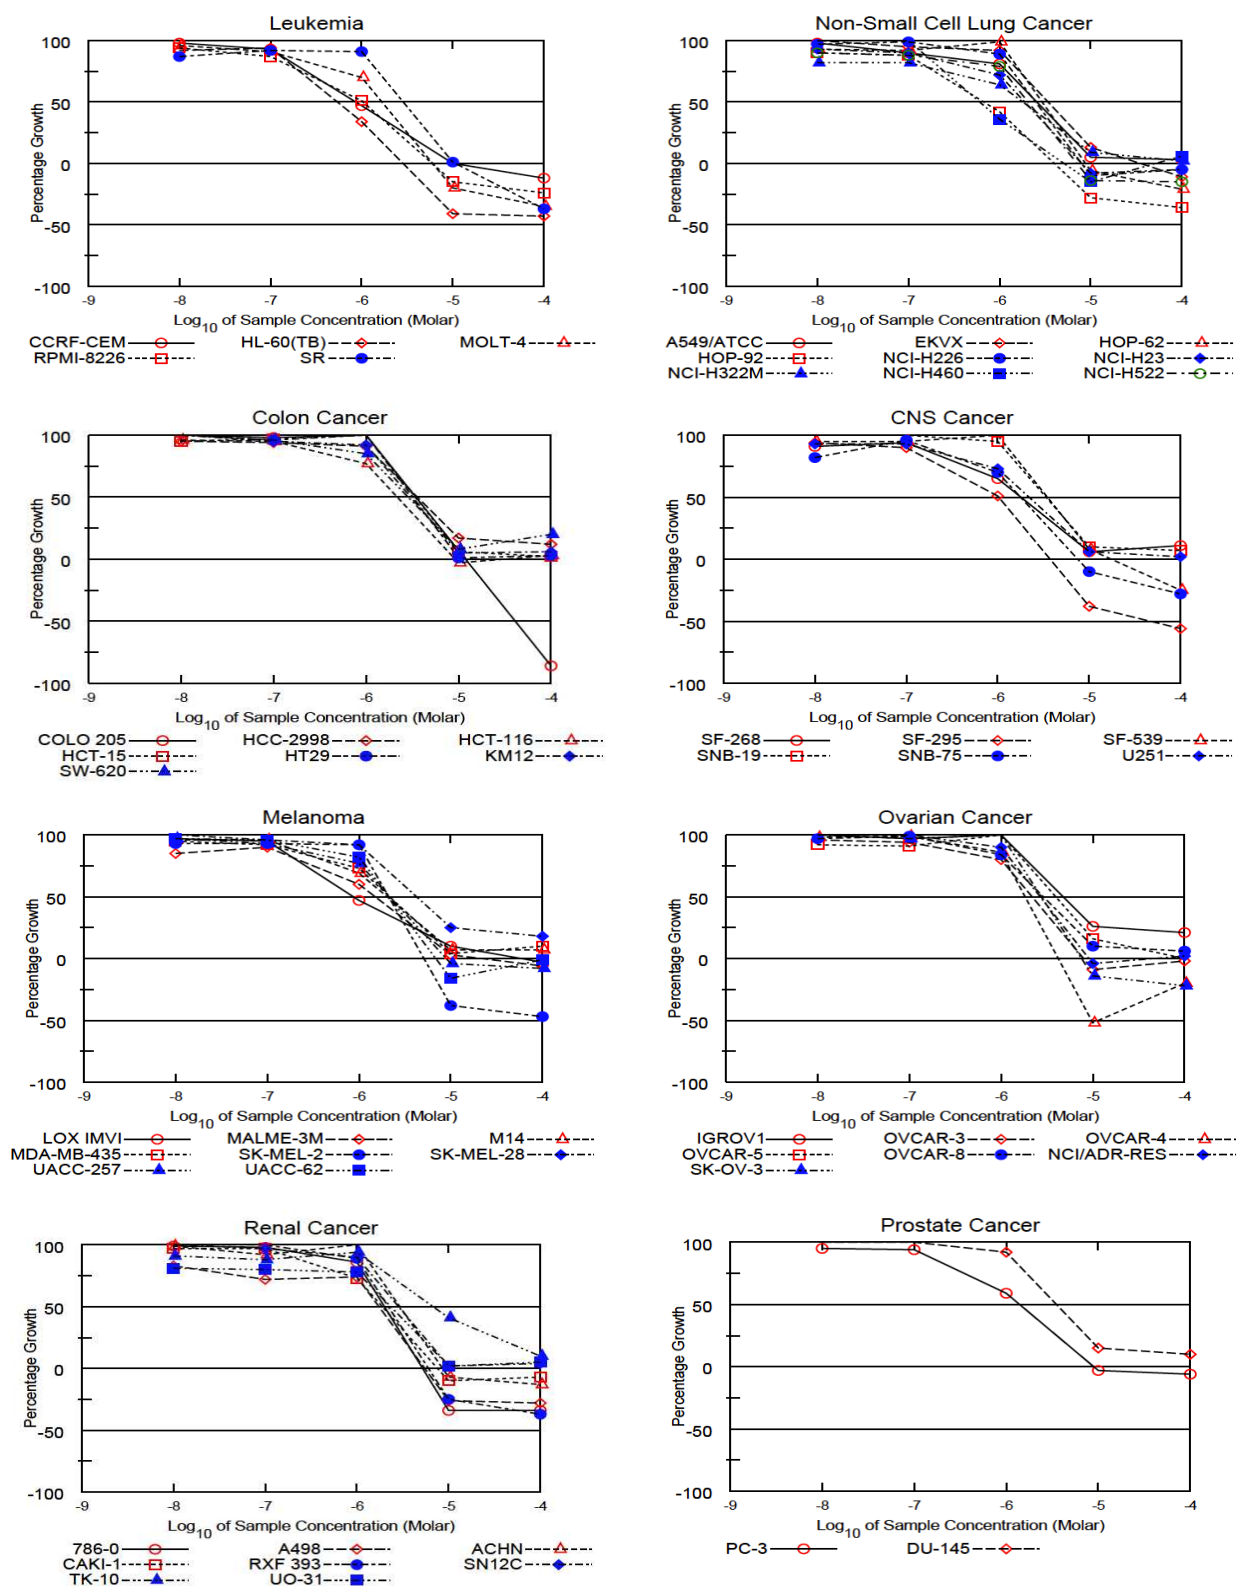 Leukemia
100
50
0
-50
-100
Percentage Growth
-9 -8 -7 -6 -5 -4
Log10 of Sample Concentration (Molar)
CCRF-CEM HL-60(TB) MOLT-4
RPMI-8226 SR
Non-Small Cell Lung Cancer
100
50
0
-50
-100
Percentage Growth
-9 -8 -7 -6 -5 -4
Log10 of Sample Concentration (Molar)
A549/ATCC EKVX HOP-62
HOP-92 NCI-H226 NCI-H23
NCI-H322M NCI-H460 NCI-H522
Colon Cancer
100
50
0
-50
-100
Percentage Growth
-9 -8 -7 -6 -5 -4
Log10 of Sample Concentration (Molar)
COLO 205 HCC-2998 HCT-116
HCT-15 HT29 KM12
SW-620
CNS Cancer
100
50
0
-50
-100
Percentage Growth
-9 -8 -7 -6 -5 -4
Log10 of Sample Concentration (Molar)
SF-268 SF-295 SF-539
SNB-19 SNB-75 U251
Melanoma
100
50
0
-50
-100
Percentage Growth
-9 -8 -7 -6 -5 -4
Log10 of Sample Concentration (Molar)
LOX IMVI MALME-3M M14
MDA-MB-435 SK-MEL-2 SK-MEL-28
UACC-257 UACC-62
Ovarian Cancer
100
50
0
-50
-100
Percentage Growth
-9 -8 -7 -6 -5 -4
Log10 of Sample Concentration (Molar)
IGROV1 OVCAR-3 OVCAR-4
OVCAR-5 OVCAR-8 NCI/ADR-RES
SK-OV-3
Renal Cancer
100
50
0
-50
-100
Percentage Growth
-9 -8 -7 -6 -5 -4
Log10 of Sample Concentration (Molar)
786-0 A498 ACHN
CAKI-1 RXF 393 SN12C
TK-10 UO-31
Prostate Cancer
100
50
0
-50
-100
Percentage Growth
-9 -8 -7 -6 -5 -4
Log10 of Sample Concentration (Molar)
PC-3 DU-145